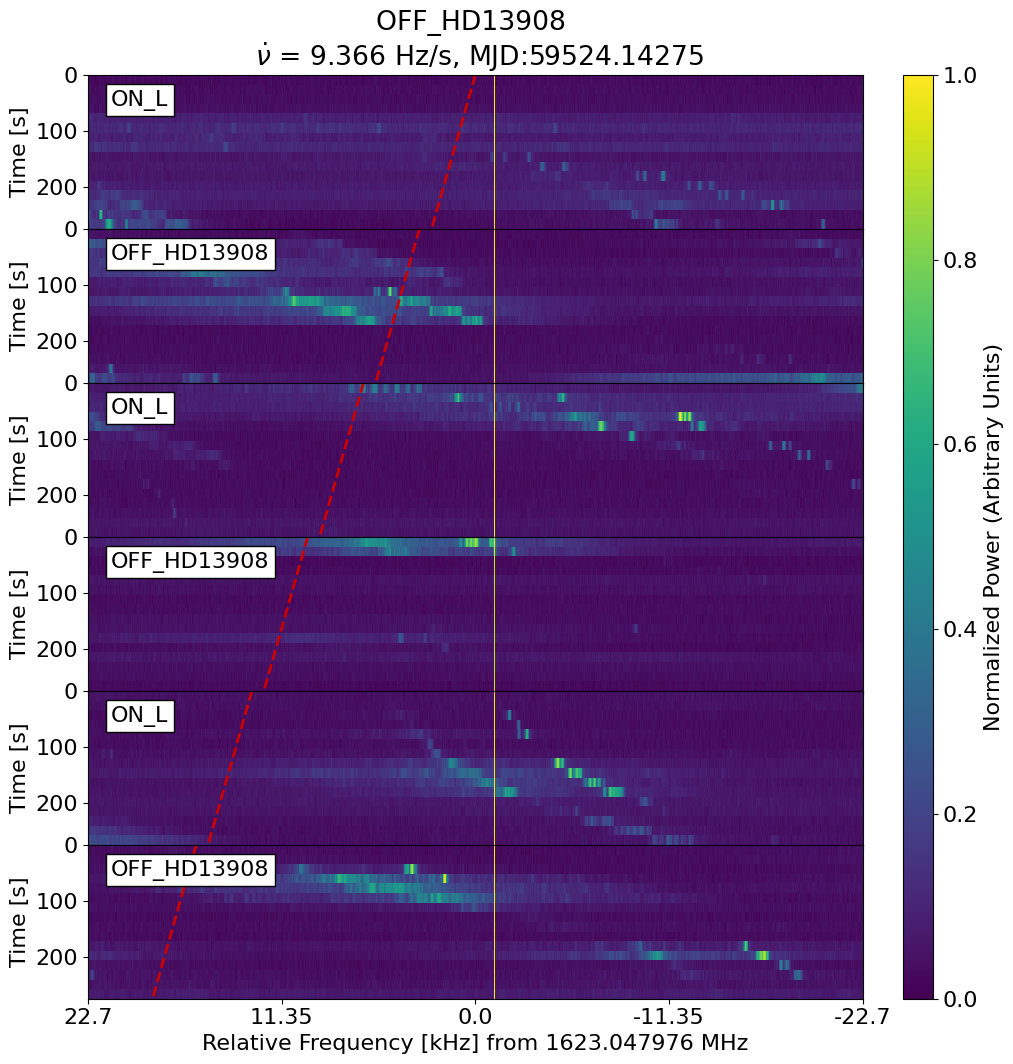 OFF_HD13908
ν̇ = 9.366 Hz/s, MJD:59524.14275
ON_L
OFF_HD13908
ON_L
OFF_HD13908
ON_L
OFF_HD13908
Time [s]
0
100
200
Time [s]
0
100
200
Time [s]
0
100
200
Time [s]
0
100
200
Time [s]
0
100
200
Time [s]
0
100
200
22.7
11.35
0.0
-11.35
-22.7
Relative Frequency [kHz] from 1623.047976 MHz
1.0
0.8
0.6
0.4
0.2
0.0
Normalized Power (Arbitrary Units)